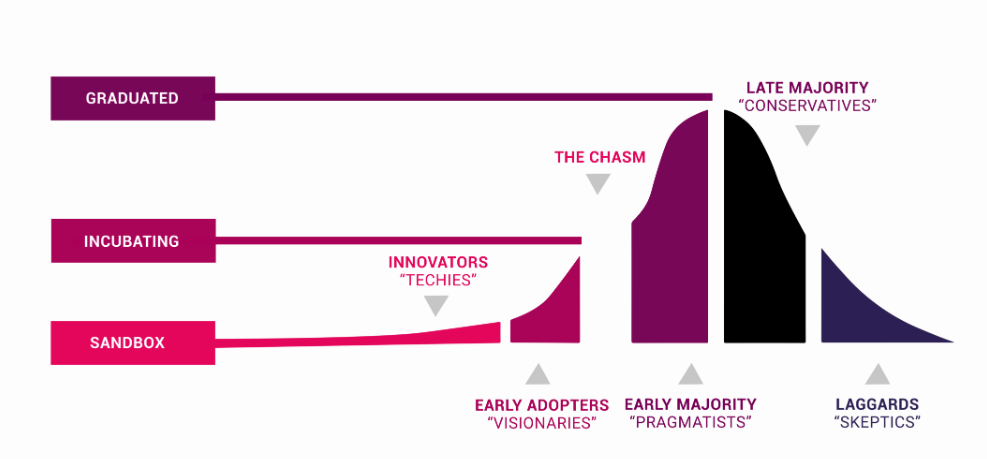 GRADUATED
LATE MAJORITY
“CONSERVATIVES”
THE CHASM
INCUBATING
INNOVATORS
“TECHIES”
SANDBOX
EARLY ADOPTERS
“VISIONARIES”
EARLY MAJORITY
“PRAGMATISTS”
LAGGARDS
“SKEPTICS”